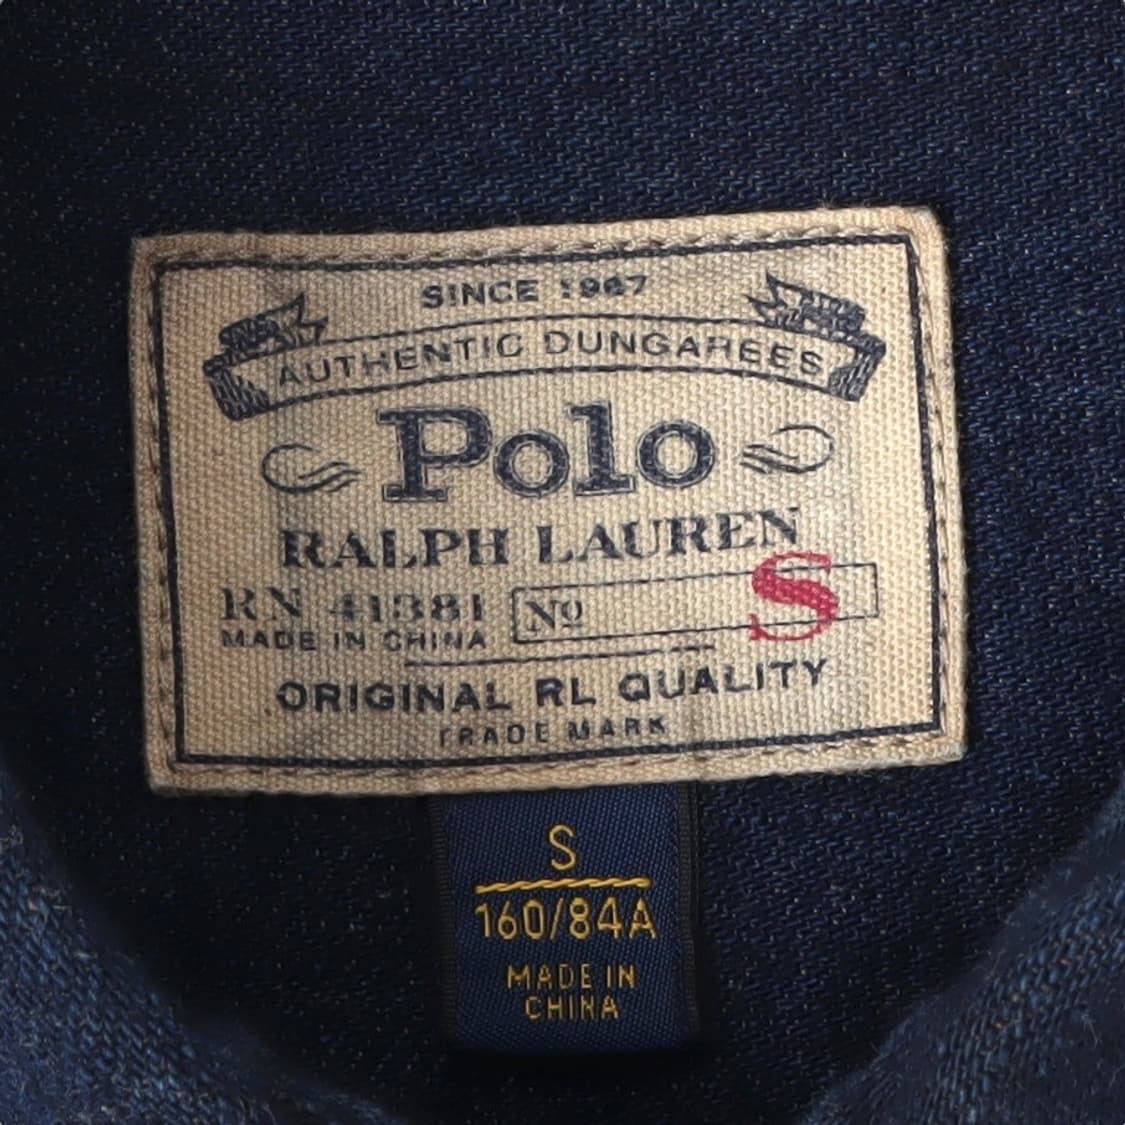 SINCE 1967
AUTHENTIC DUNGAREES
Polo
RALPH LAUREN
RN 41381
MADE IN CHINA
No S
ORIGINAL RL QUALITY
TRADE MARK
S
160/84A
MADE IN
CHINA